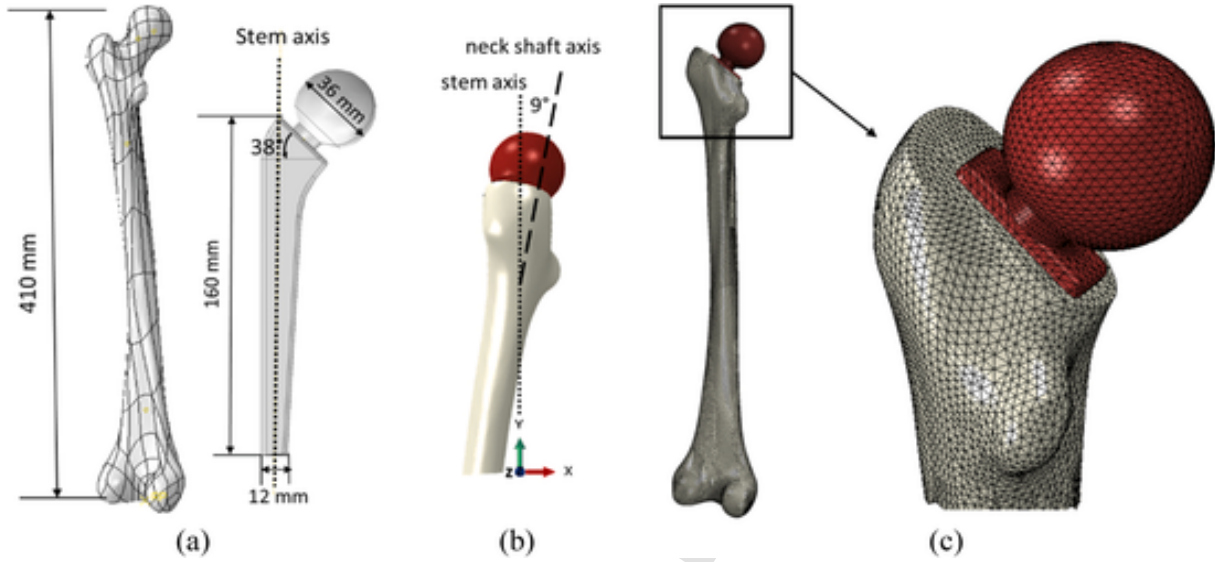 410 mm
Stem axis
36 mm
38°
160 mm
12 mm
(a)
neck shaft axis
stem axis
9°
Y
Z
X
(b)
(c)